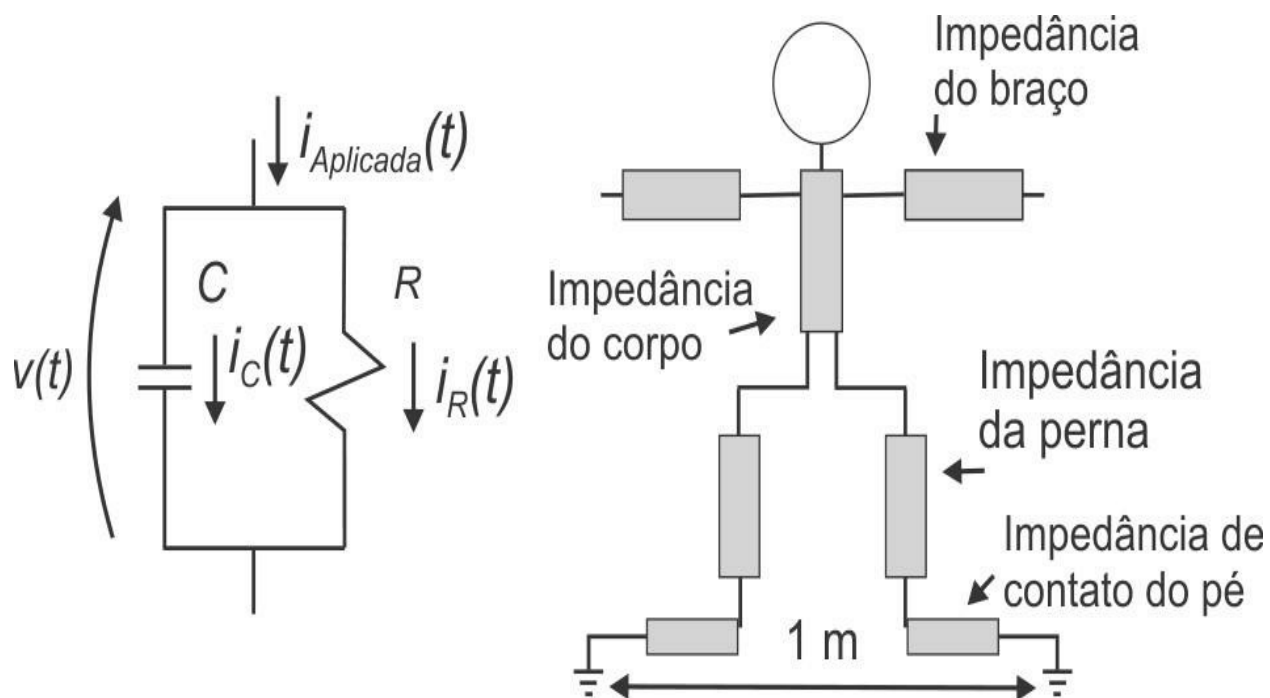 i_Aplicada(t)
C
R
v(t)
i_C(t)
i_R(t)
Impedância
do braço
Impedância
do corpo
Impedância
da perna
Impedância de
contato do pé
1 m